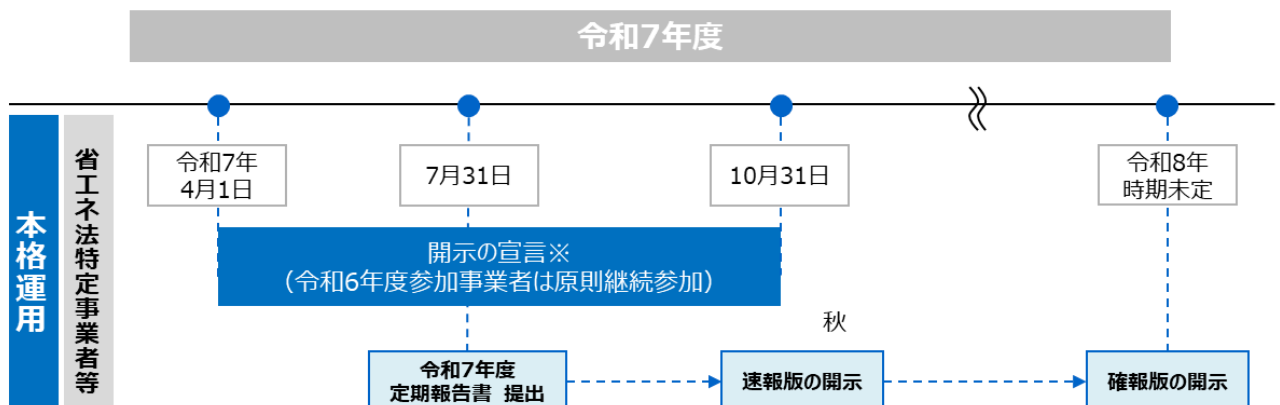 令和7年度
令和7年
4月1日
7月31日
10月31日
令和8年
時期未定
本格運用
省エネ法特定事業者等
開示の宣言※
（令和6年度参加事業者は原則継続参加）
秋
令和7年度
定期報告書 提出
速報版の開示
確報版の開示